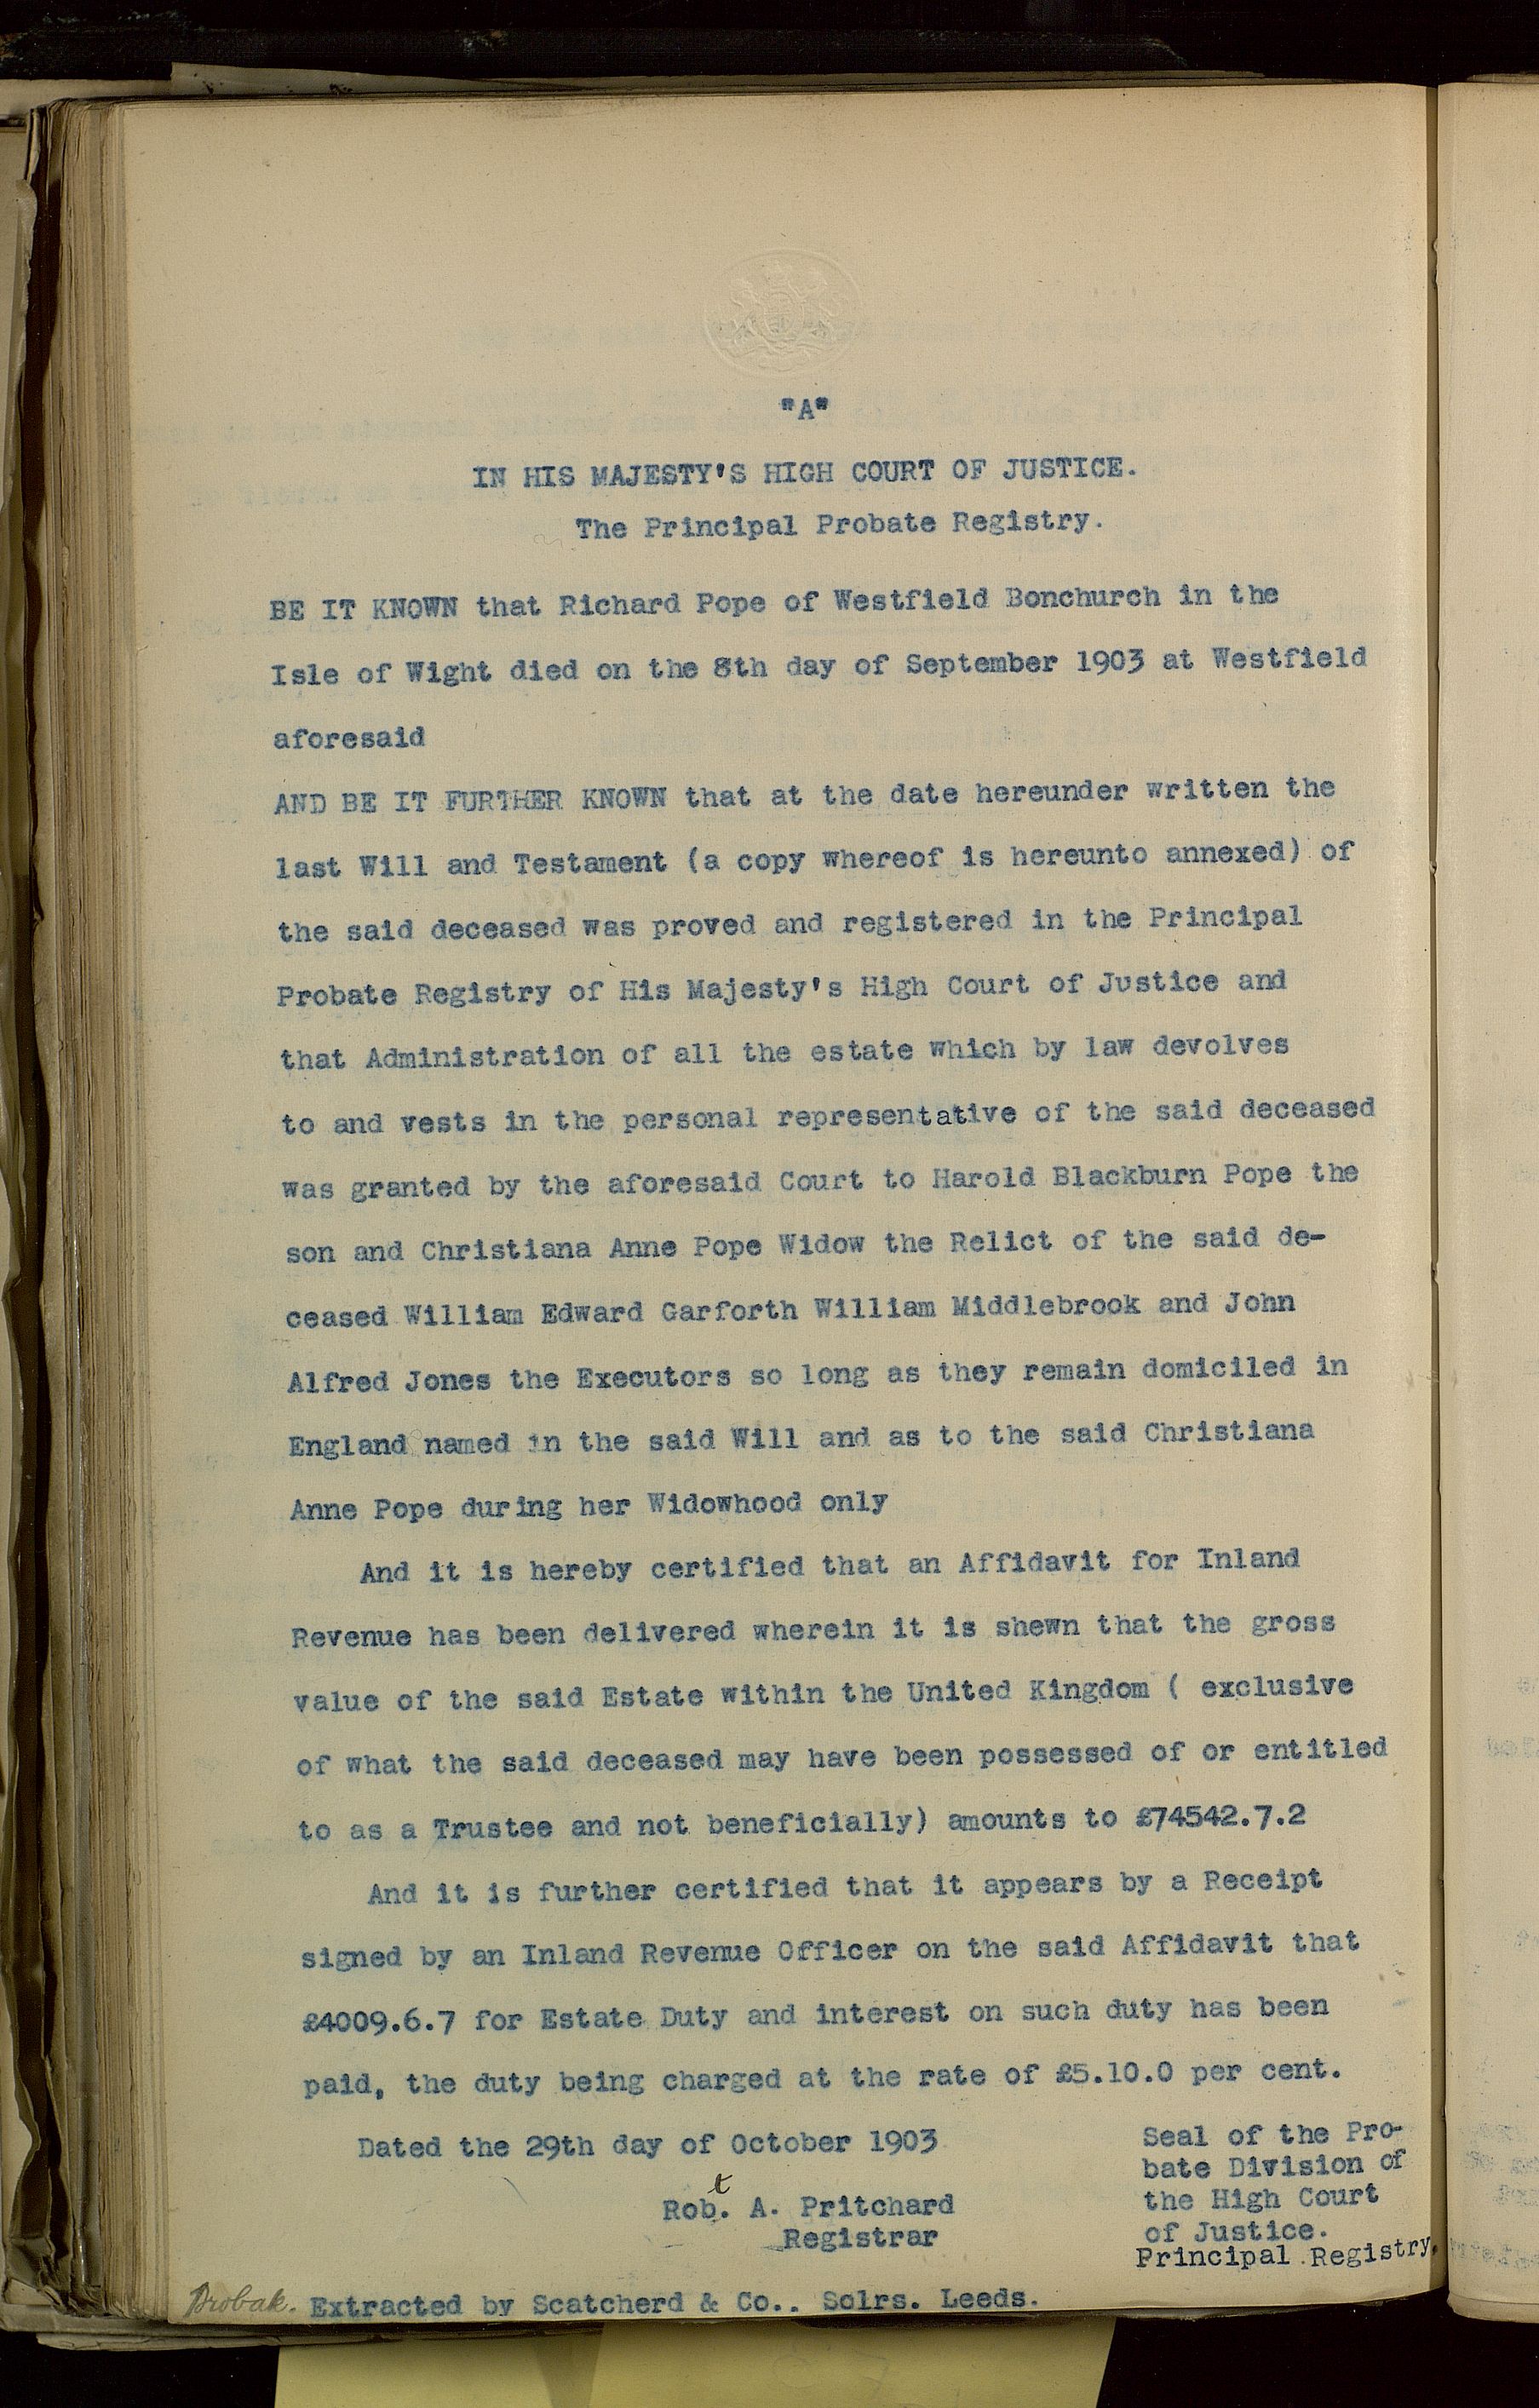 "A"
IN HIS MAJESTY'S HIGH COURT OF JUSTICE.
The Principal Probate Registry.
BE IT KNOWN that Richard Pope of Westfield Bonchurch in the
Isle of Wight died on the 8th day of September 1903 at Westfield
aforesaid
AND BE IT FURTHER KNOWN that at the date hereunder written the
last Will and Testament (a copy whereof is hereunto annexed) of
the said deceased was proved and registered in the Principal
Probate Registry of His Majesty's High Court of Justice and
that Administration of all the estate which by law devolves
to and vests in the personal representative of the said deceased
was granted by the aforesaid Court to Harold Blackburn Pope the
son and Christiana Anne Pope Widow the Relict of the said de-
ceased William Edward Garforth William Middlebrook and John
Alfred Jones the Executors so long as they remain domiciled in
England named in the said Will and as to the said Christiana
Anne Pope during her Widowhood only
And it is hereby certified that an Affidavit for Inland
Revenue has been delivered wherein it is shewn that the gross
value of the said Estate within the United Kingdom ( exclusive
of what the said deceased may have been possessed of or entitled
to as a Trustee and not beneficially) amounts to £74542.7.2
And it is further certified that it appears by a Receipt
signed by an Inland Revenue Officer on the said Affidavit that
£4009.6.7 for Estate Duty and interest on such duty has been
paid, the duty being charged at the rate of £5.10.0 per cent.
Dated the 29th day of October 1903
Robt. A. Pritchard
Registrar
Seal of the Pro-
bate Division of
the High Court
of Justice.
Principal Registry.
Probate. Extracted by Scatcherd & Co.. Solrs. Leeds.